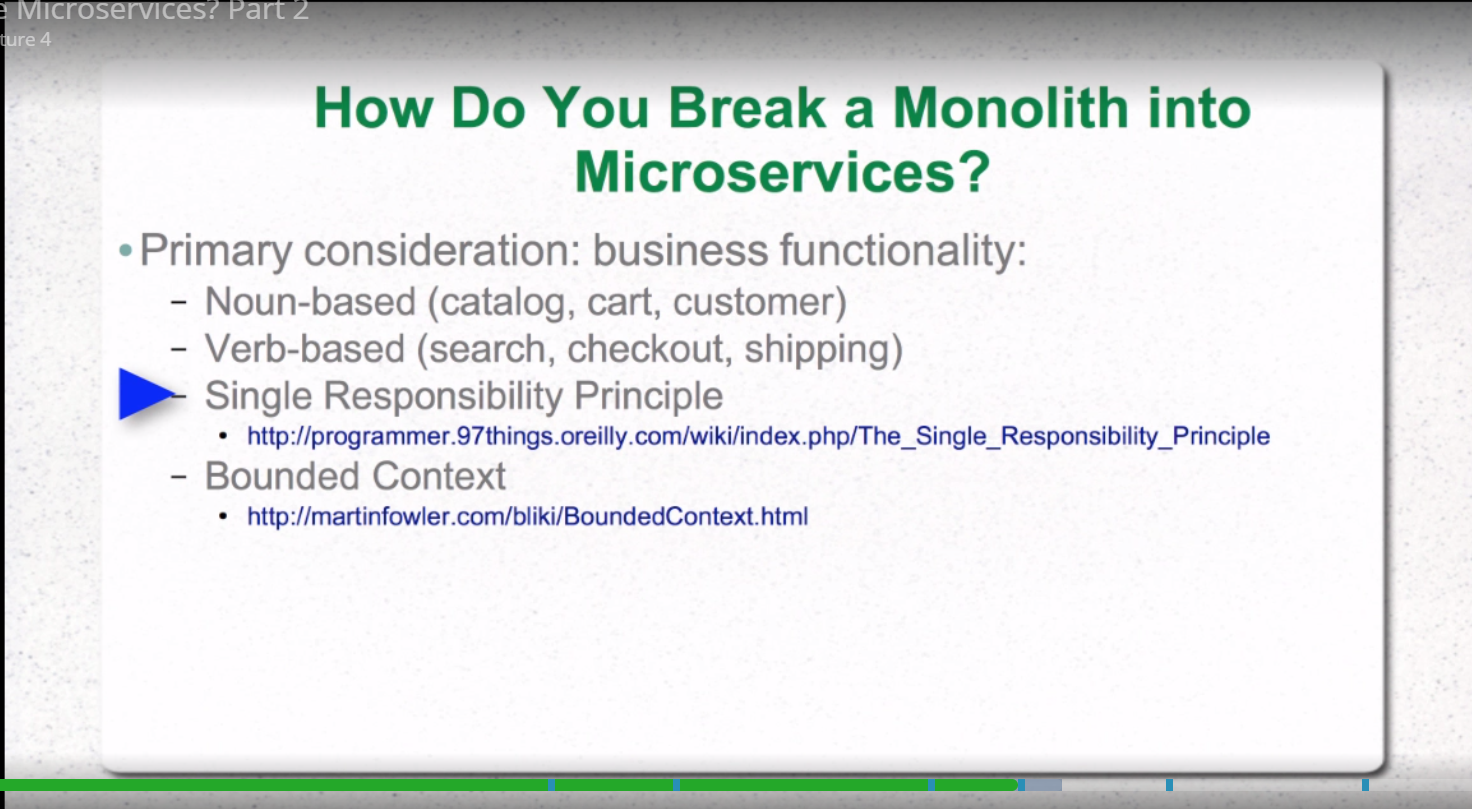 e Microservices? Part 2
ture 4
How Do You Break a Monolith into
Microservices?
• Primary consideration: business functionality:
– Noun-based (catalog, cart, customer)
– Verb-based (search, checkout, shipping)
– Single Responsibility Principle
• http://programmer.97things.oreilly.com/wiki/index.php/The_Single_Responsibility_Principle
– Bounded Context
• http://martinfowler.com/bliki/BoundedContext.html